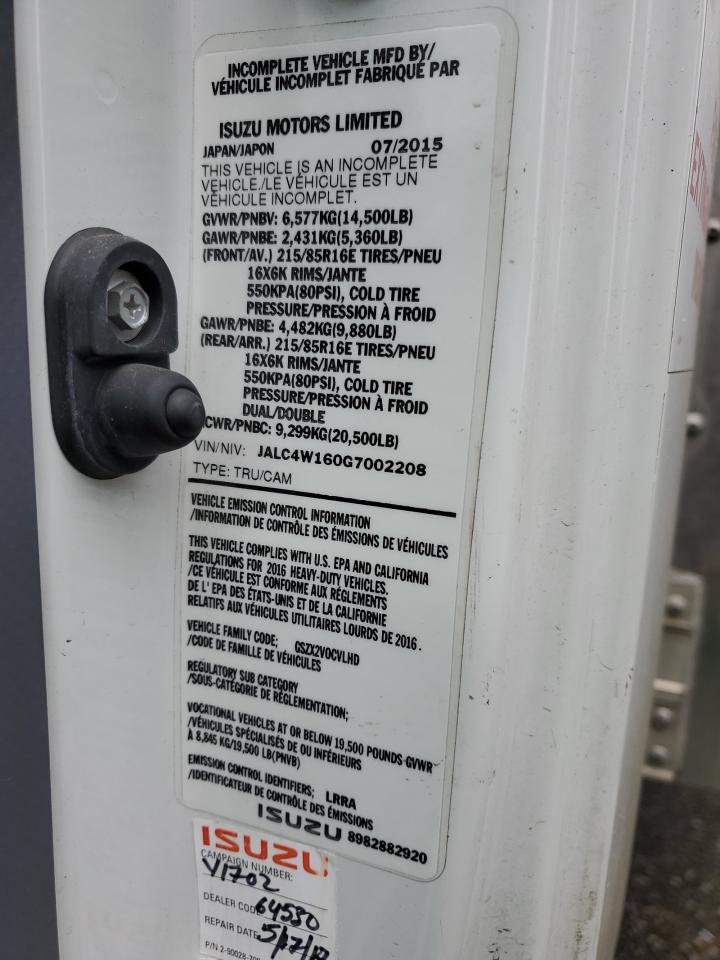 INCOMPLETE VEHICLE MFD BY/
VÉHICULE INCOMPLET FABRIQUÉ PAR
ISUZU MOTORS LIMITED
JAPAN/JAPON 07/2015
THIS VEHICLE IS AN INCOMPLETE
VEHICLE./LE VÉHICULE EST UN
VÉHICULE INCOMPLET.
GVWR/PNBV: 6,577KG(14,500LB)
GAWR/PNBE: 2,431KG(5,360LB)
(FRONT/AV.) 215/85R16E TIRES/PNEU
16X6K RIMS/JANTE
550KPA(80PSI), COLD TIRE
PRESSURE/PRESSION À FROID
GAWR/PNBE: 4,482KG(9,880LB)
(REAR/ARR.) 215/85R16E TIRES/PNEU
16X6K RIMS/JANTE
550KPA(80PSI), COLD TIRE
PRESSURE/PRESSION À FROID
DUAL/DOUBLE
CWR/PNBC: 9,299KG(20,500LB)
VIN/NIV: JALC4W160G7002208
TYPE: TRU/CAM
VEHICLE EMISSION CONTROL INFORMATION
/INFORMATION DE CONTRÔLE DES ÉMISSIONS DE VÉHICULES
THIS VEHICLE COMPLIES WITH U.S. EPA AND CALIFORNIA
REGULATIONS FOR 2016 HEAVY-DUTY VEHICLES.
/CE VÉHICULE EST CONFORME AUX RÉGLEMENTS
DE L' EPA DES ÉTATS-UNIS ET DE LA CALIFORNIE
RELATIFS AUX VÉHICULES UTILITAIRES LOURDS DE 2016.
VEHICLE FAMILY CODE; GSZX2VOCVLHD
/CODE DE FAMILLE DE VÉHICULES
REGULATORY SUB CATEGORY
/SOUS-CATÉGORIE DE RÉGLEMENTATION;
VOCATIONAL VEHICLES AT OR BELOW 19,500 POUNDS GVWR
/VÉHICULES SPÉCIALISÉS DE OU INFÉRIEURS
À 8,845 KG/19,500 LB(PNVB)
EMISSION CONTROL IDENTIFIERS; LRRA
/IDENTIFICATEUR DE CONTRÔLE DES ÉMISSIONS
ISUZU 8982882920
ISUZU
CAMPAIGN NUMBER:
V1702
DEALER CODE 64530
REPAIR DATE
P/N 2-90028-70